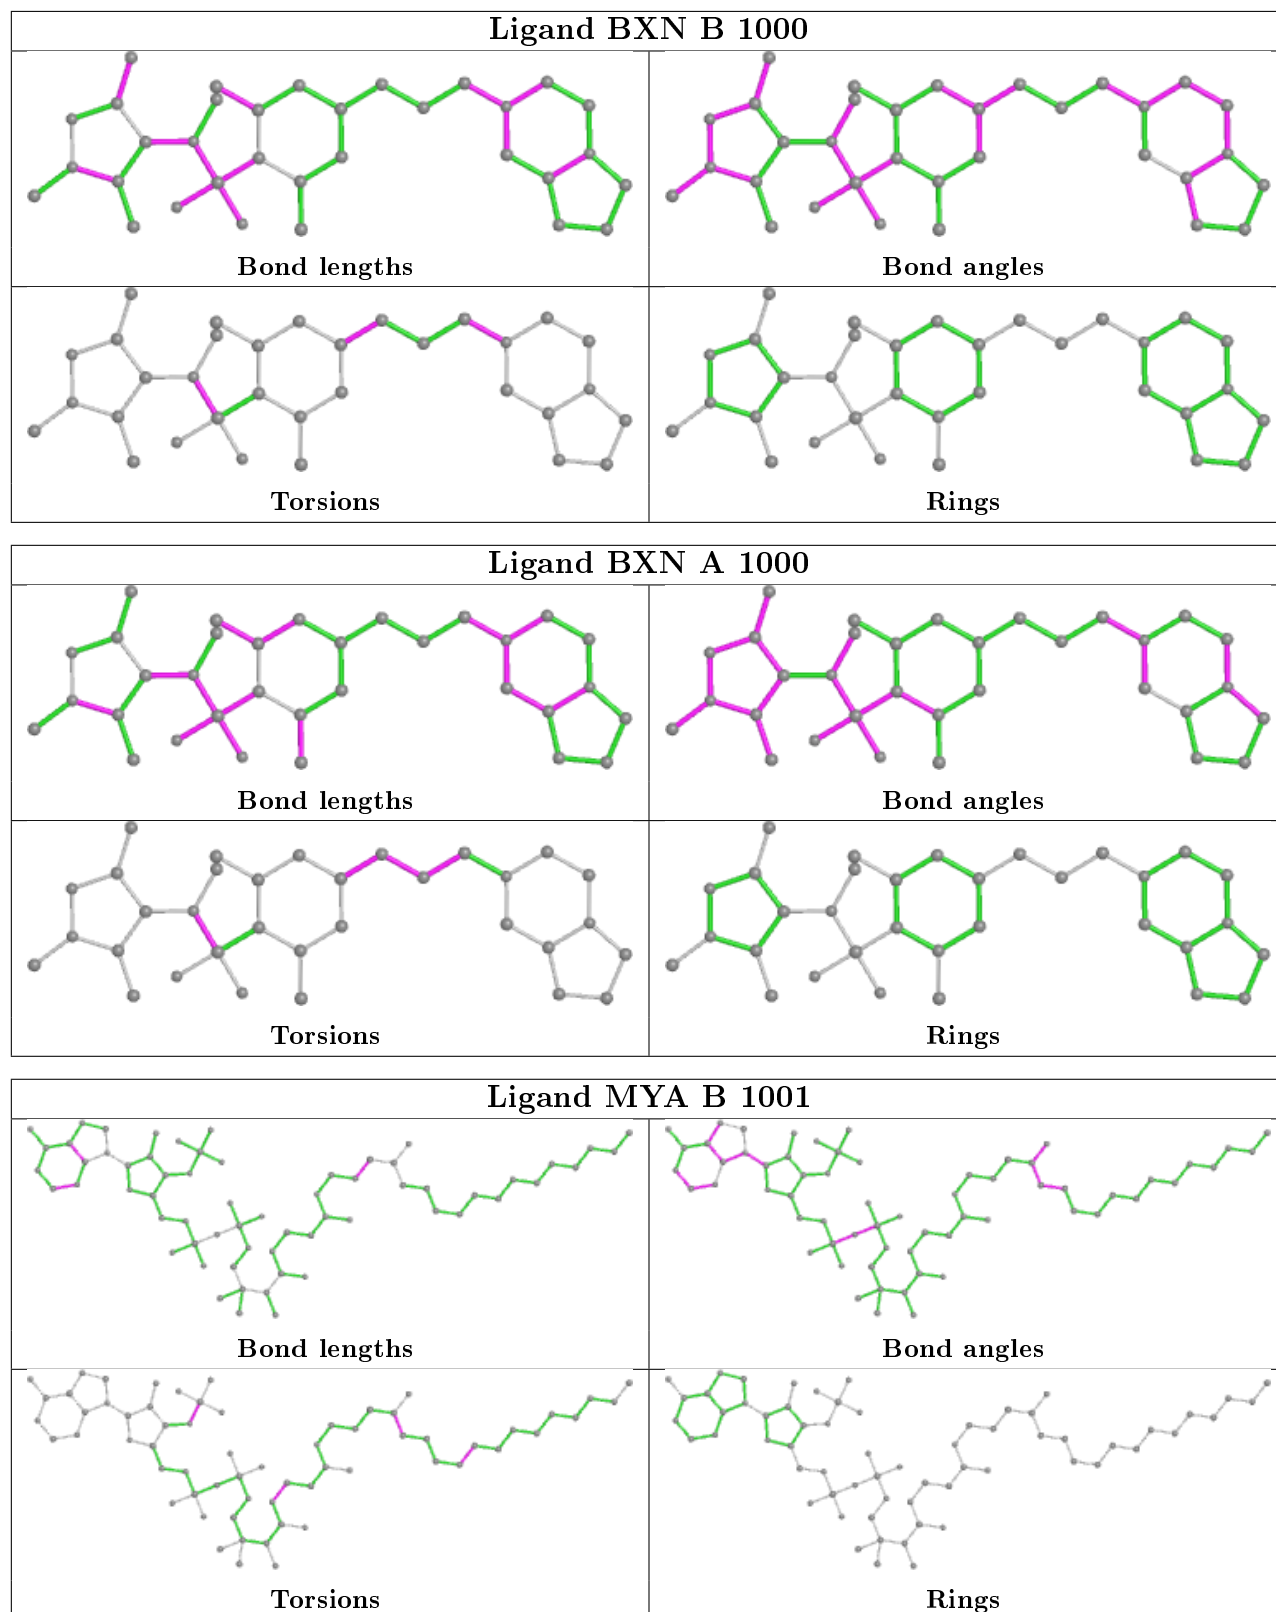 Ligand BXN B 1000
Bond lengths
Bond angles
Torsions
Rings
Ligand BXN A 1000
Bond lengths
Bond angles
Torsions
Rings
Ligand MYA B 1001
Bond lengths
Bond angles
Torsions
Rings